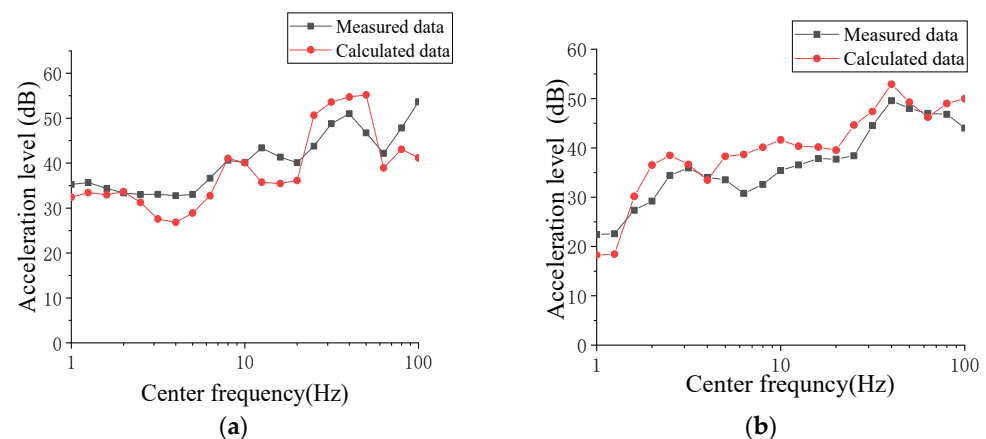 Measured data
Calculated data
60
50
40
30
20
10
0
Acceleration level (dB)
1
10
100
Center frequency(Hz)
(a)
Measured data
Calculated data
60
50
40
30
20
10
0
Acceleration level (dB)
1
10
100
Center frequncy(Hz)
(b)